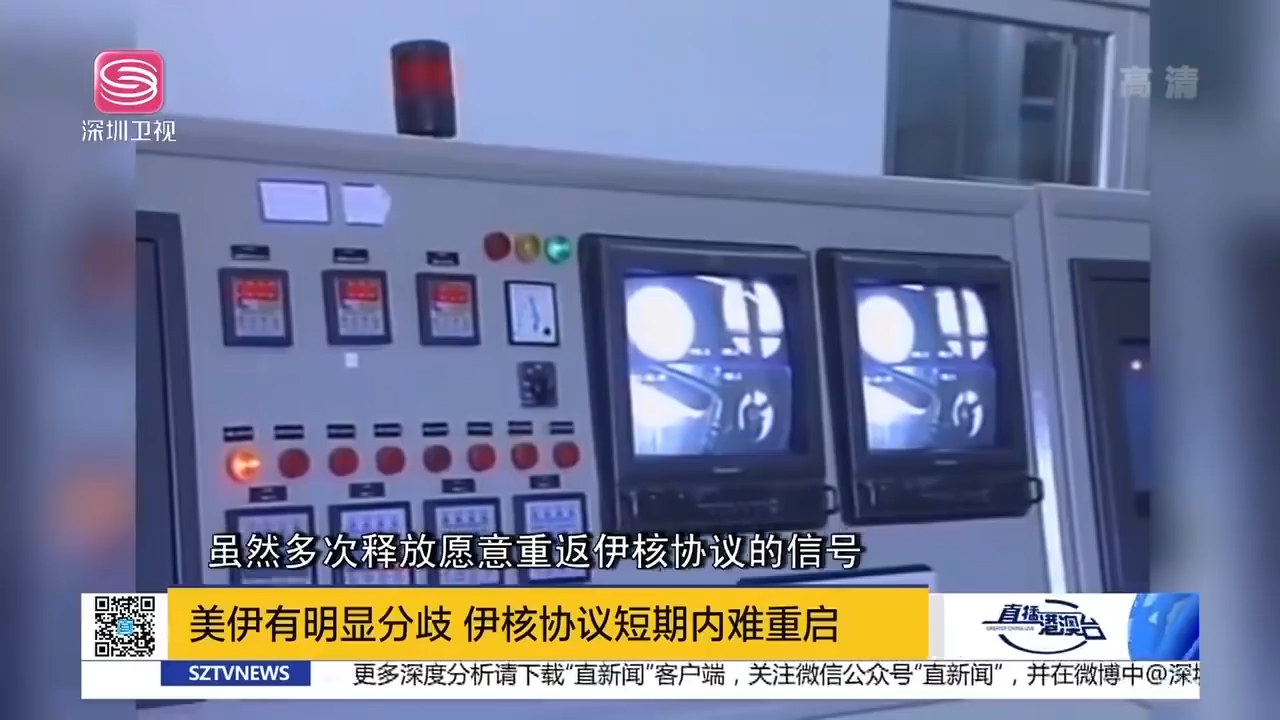 深圳卫视
高清
虽然多次释放愿意重返伊核协议的信号
美伊有明显分歧 伊核协议短期内难重启
直播港澳台
SZTVNEWS
更多深度分析请下载“直新闻”客户端，关注微信公众号“直新闻”，并在微博中@深圳